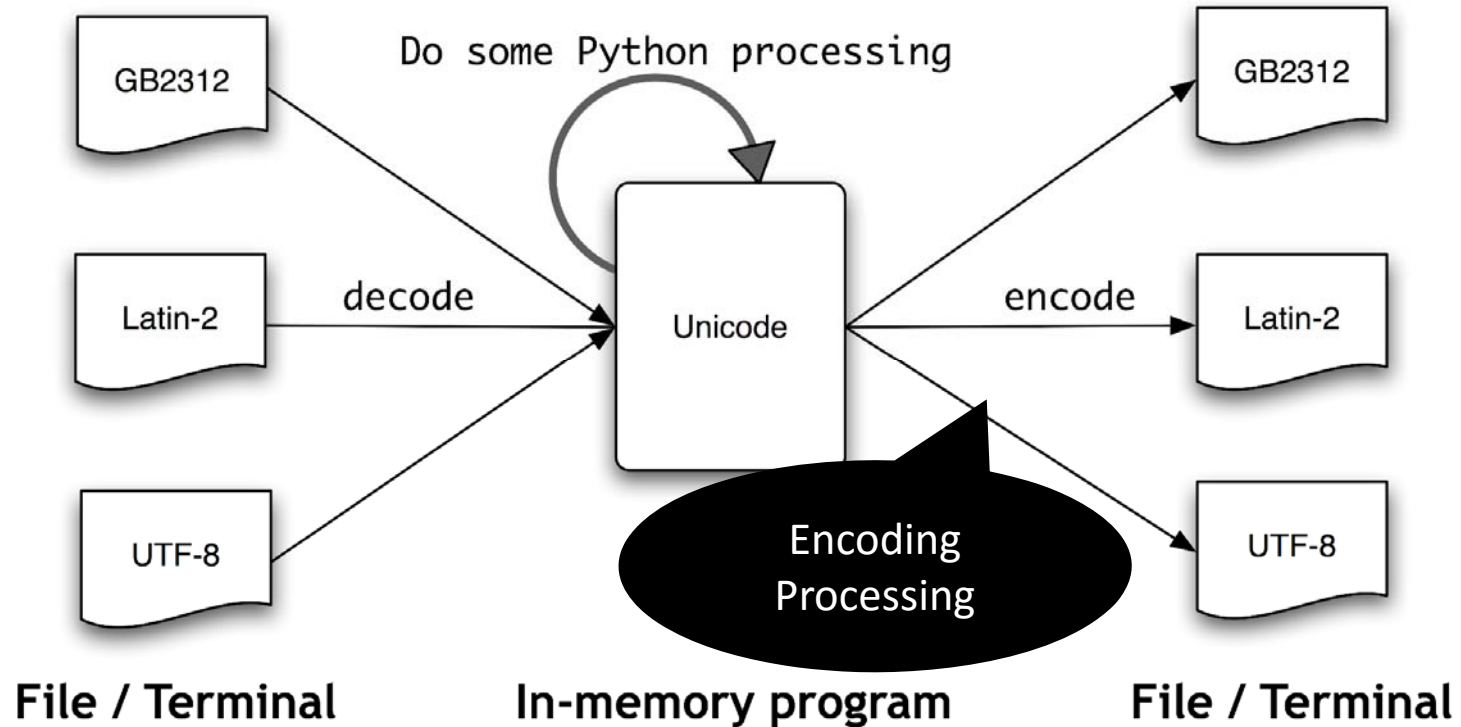 Do some Python processing
GB2312
GB2312
Latin-2
decode
Unicode
encode
Latin-2
UTF-8
Encoding
Processing
UTF-8
File / Terminal
In-memory program
File / Terminal